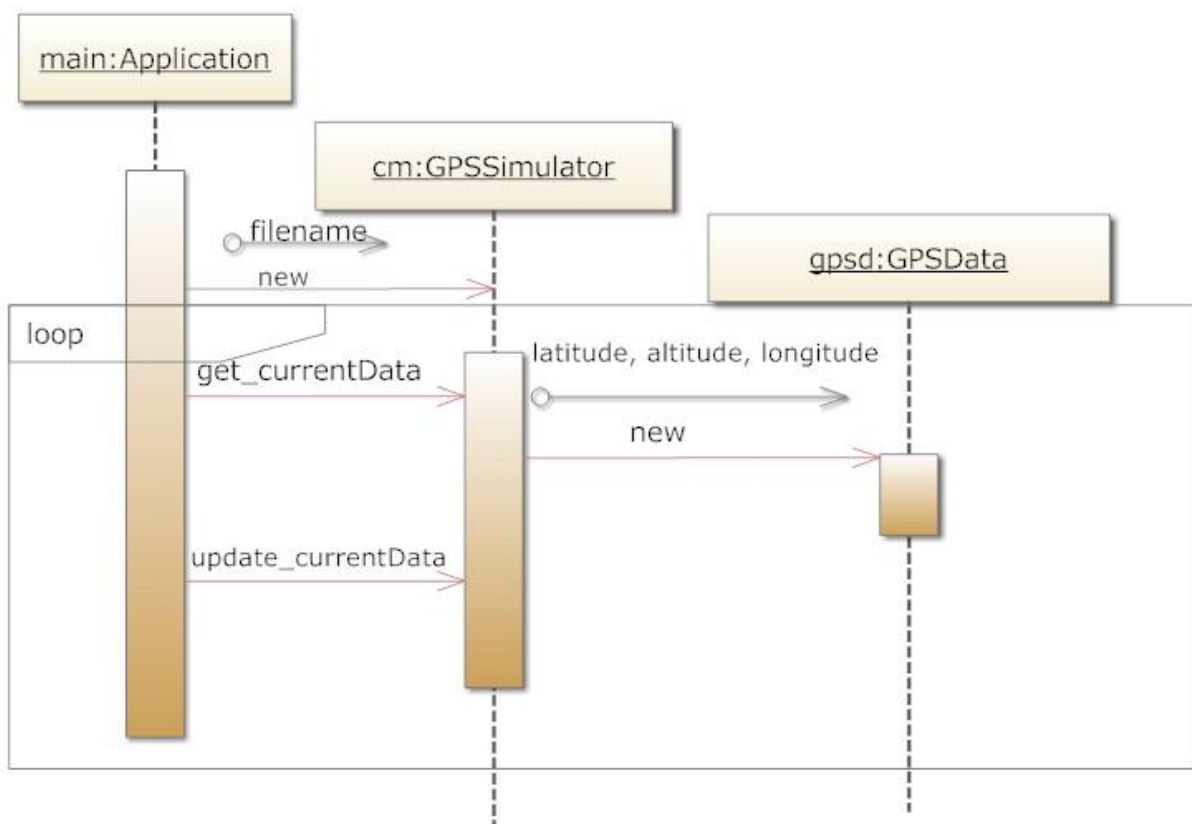 main:Application
cm:GPSSimulator
filename
gpsd:GPSData
new
loop
latitude, altitude, longitude
get_currentData
new
update_currentData